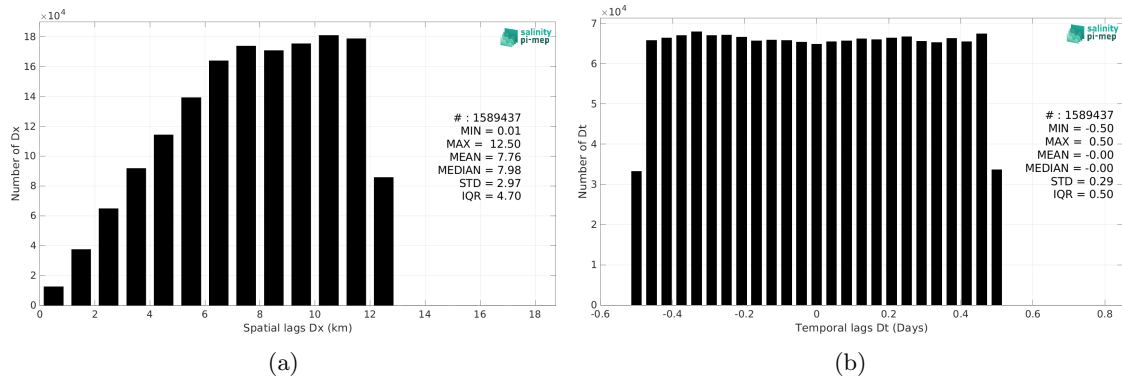 ×10⁴
18
16
14
12
10
8
6
4
2
0
Number of Dx
salinity
pi-mep
# : 1589437
MIN = 0.01
MAX = 12.50
MEAN = 7.76
MEDIAN = 7.98
STD = 2.97
IQR = 4.70
0 2 4 6 8 10 12 14 16 18
Spatial lags Dx (km)
(a)
×10⁴
7
6
5
4
3
2
1
0
Number of Dt
salinity
pi-mep
# : 1589437
MIN = -0.50
MAX = 0.50
MEAN = -0.00
MEDIAN = -0.00
STD = 0.29
IQR = 0.50
-0.6 -0.4 -0.2 0 0.2 0.4 0.6 0.8
Temporal lags Dt (Days)
(b)